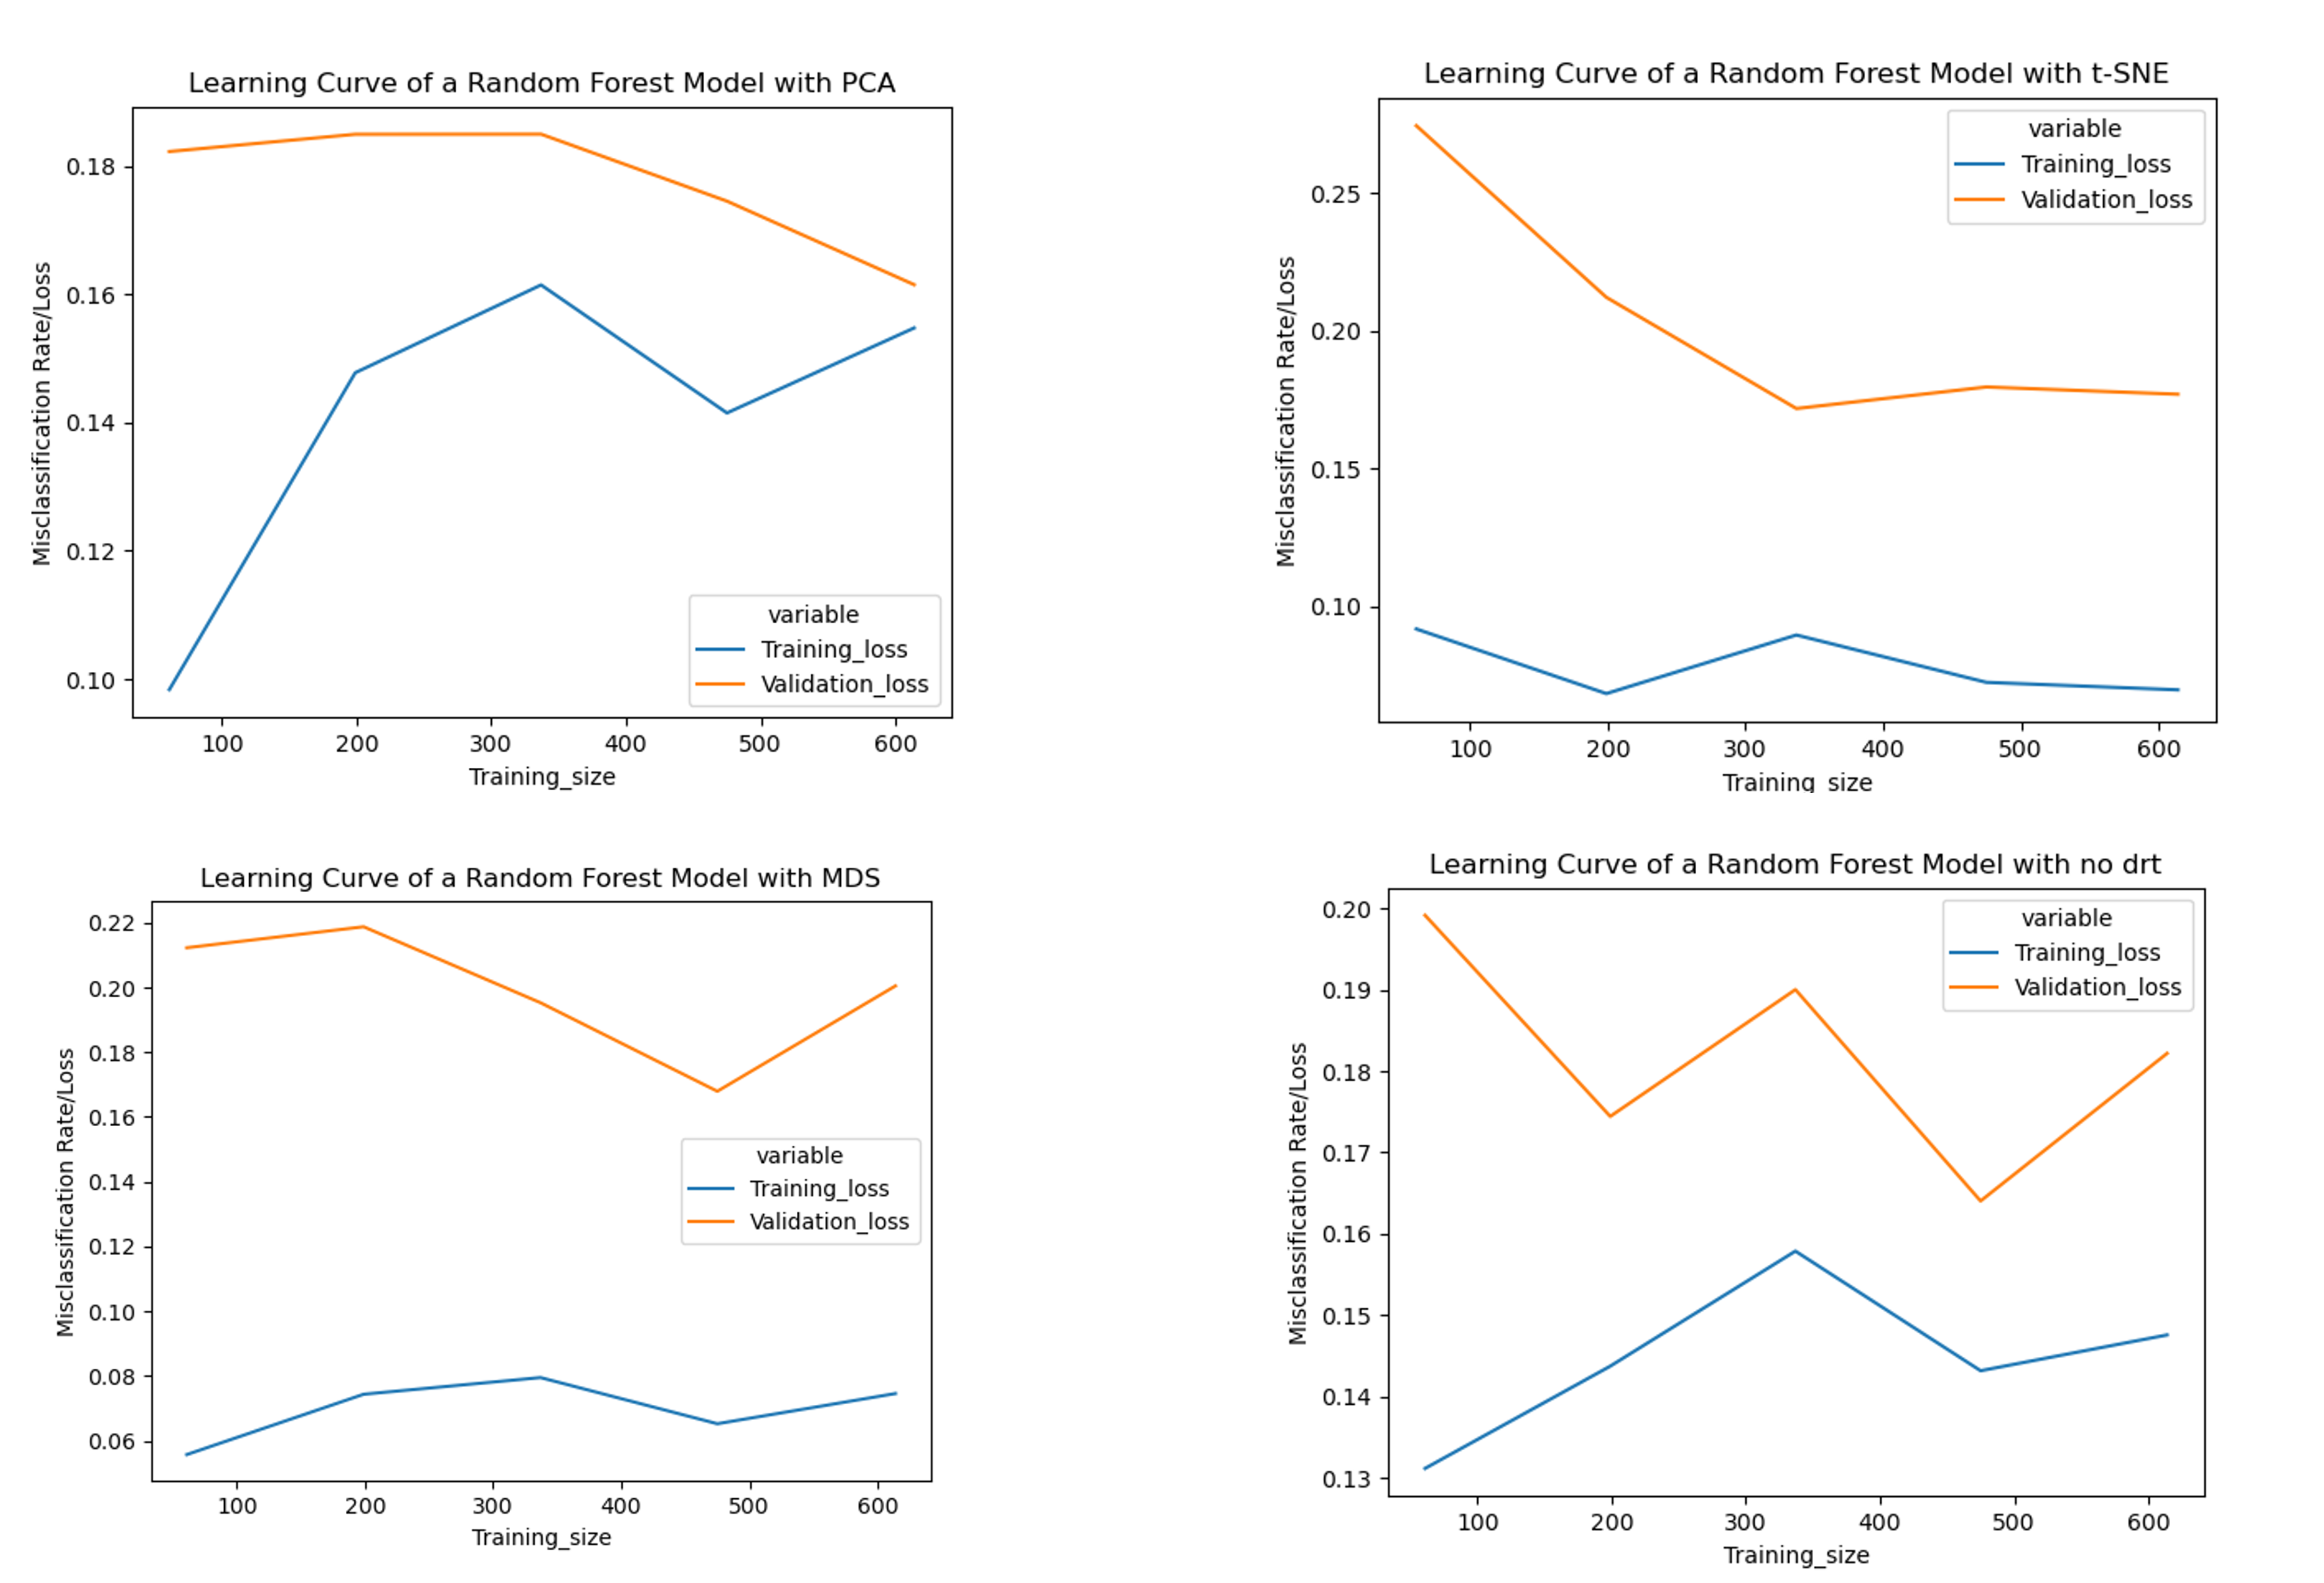 Learning Curve of a Random Forest Model with PCA
Misclassification Rate/Loss
0.18
0.16
0.14
0.12
0.10
variable
Training_loss
Validation_loss
100 200 300 400 500 600
Training_size
Learning Curve of a Random Forest Model with t-SNE
Misclassification Rate/Loss
0.25
0.20
0.15
0.10
variable
Training_loss
Validation_loss
100 200 300 400 500 600
Training_size
Learning Curve of a Random Forest Model with MDS
Misclassification Rate/Loss
0.22
0.20
0.18
0.16
0.14
0.12
0.10
0.08
0.06
variable
Training_loss
Validation_loss
100 200 300 400 500 600
Training_size
Learning Curve of a Random Forest Model with no drt
Misclassification Rate/Loss
0.20
0.19
0.18
0.17
0.16
0.15
0.14
0.13
variable
Training_loss
Validation_loss
100 200 300 400 500 600
Training_size